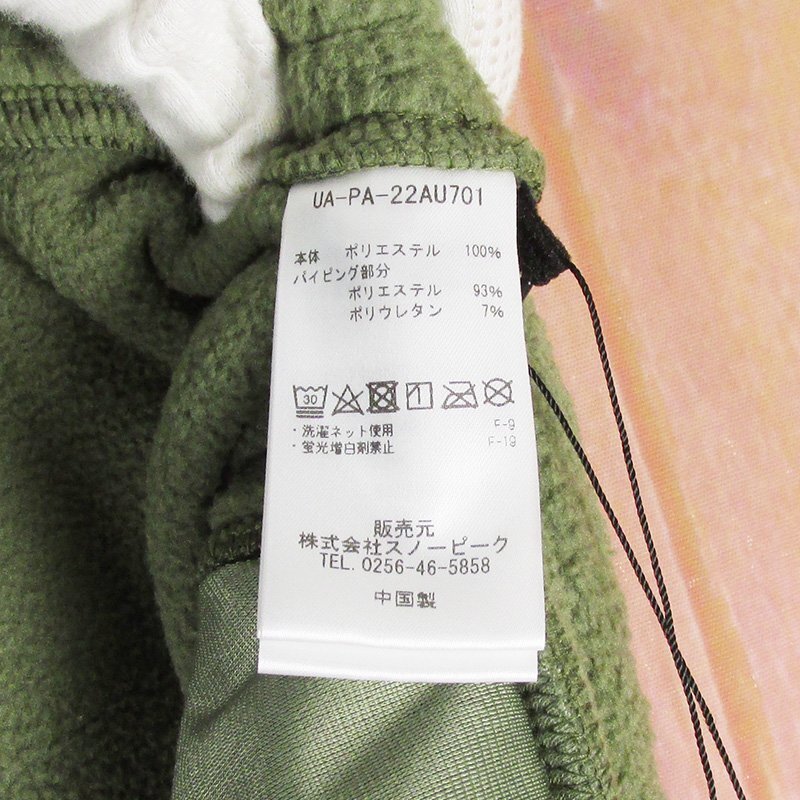 UA-PA-22AU701
本体 ポリエステル 100%
パイピング部分
ポリエステル 93%
ポリウレタン 7%
30 1
・洗濯ネット使用 F-9
・蛍光増白剤禁止 F-19
販売元
株式会社スノーピーク
TEL. 0256-46-5858
中国製